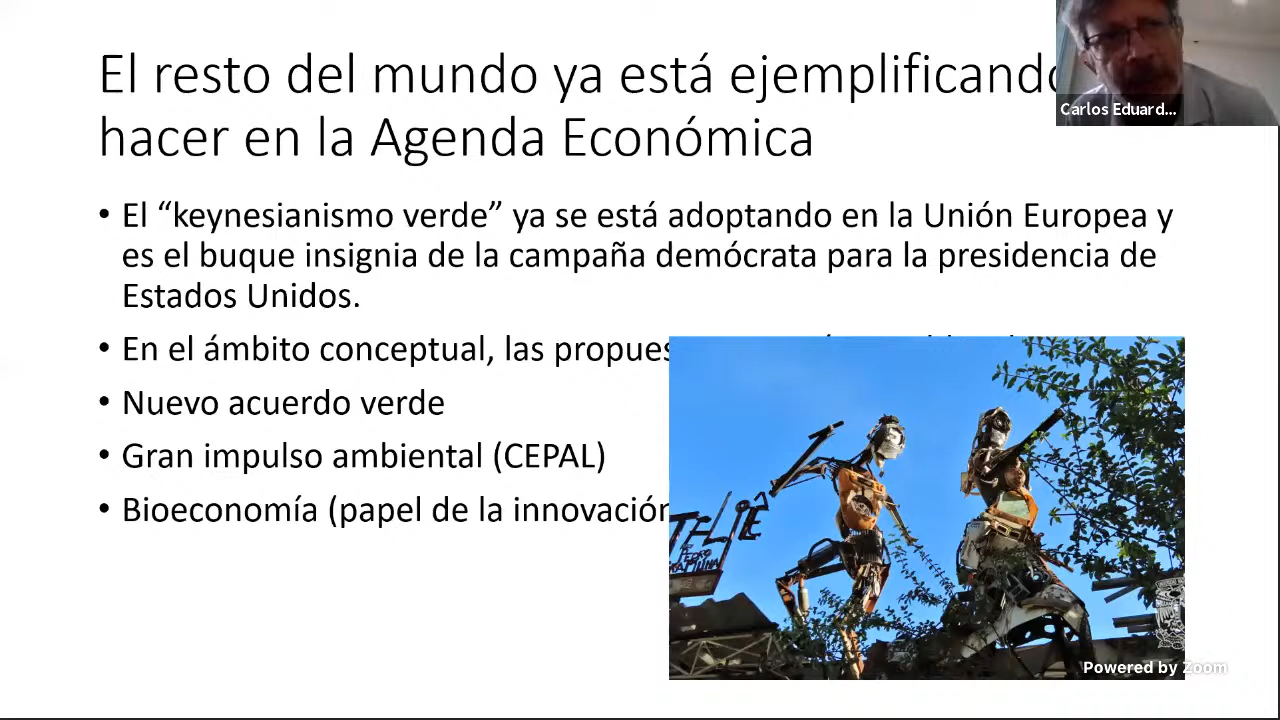 El resto del mundo ya está ejemplificando
hacer en la Agenda Económica
Carlos Eduard...
• El “keynesianismo verde” ya se está adoptando en la Unión Europea y
es el buque insignia de la campaña demócrata para la presidencia de
Estados Unidos.
• En el ámbito conceptual, las
• Nuevo acuerdo verde
• Gran impulso ambiental (CEPAL)
• Bioeconomía (papel de la innovación
Powered by Zoom